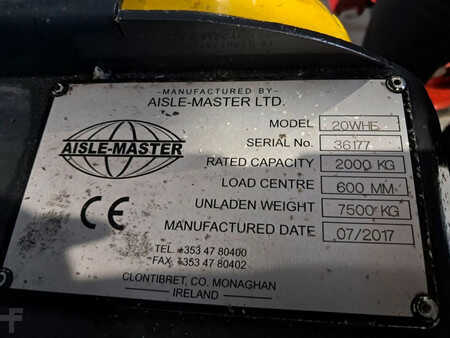 MANUFACTURED BY
AISLE-MASTER LTD.
AISLE-MASTER
CE
MODEL 20WHE
SERIAL No. 36177
RATED CAPACITY 2000 KG
LOAD CENTRE 600 MM
UNLADEN WEIGHT 7500 KG
MANUFACTURED DATE 07/2017
TEL. +353 47 80400
FAX. +353 47 80402
CLONTIBRET, CO. MONAGHAN
IRELAND